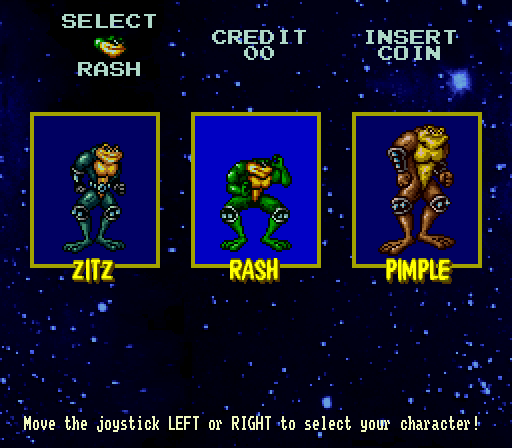 SELECT
RASH
CREDIT
00
INSERT
COIN
ZITZ
RASH
PIMPLE
Move the joystick LEFT or RIGHT to select your character!